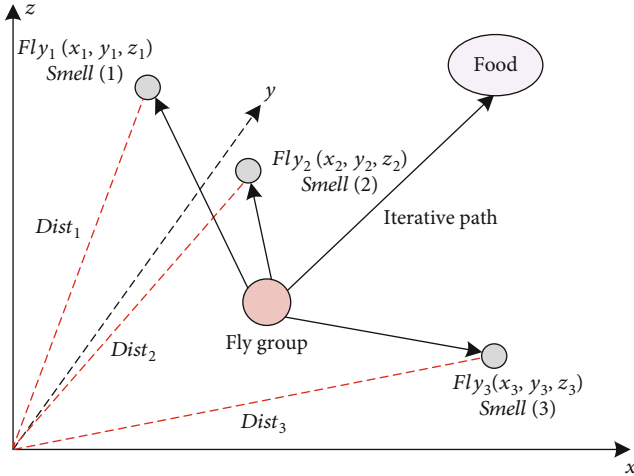 z
Fly₁ (x₁, y₁, z₁)
Smell (1)
Food
y
Fly₂ (x₂, y₂, z₂)
Smell (2)
Iterative path
Dist₁
Dist₂
Fly group
Fly₃(x₃, y₃, z₃)
Smell (3)
Dist₃
x